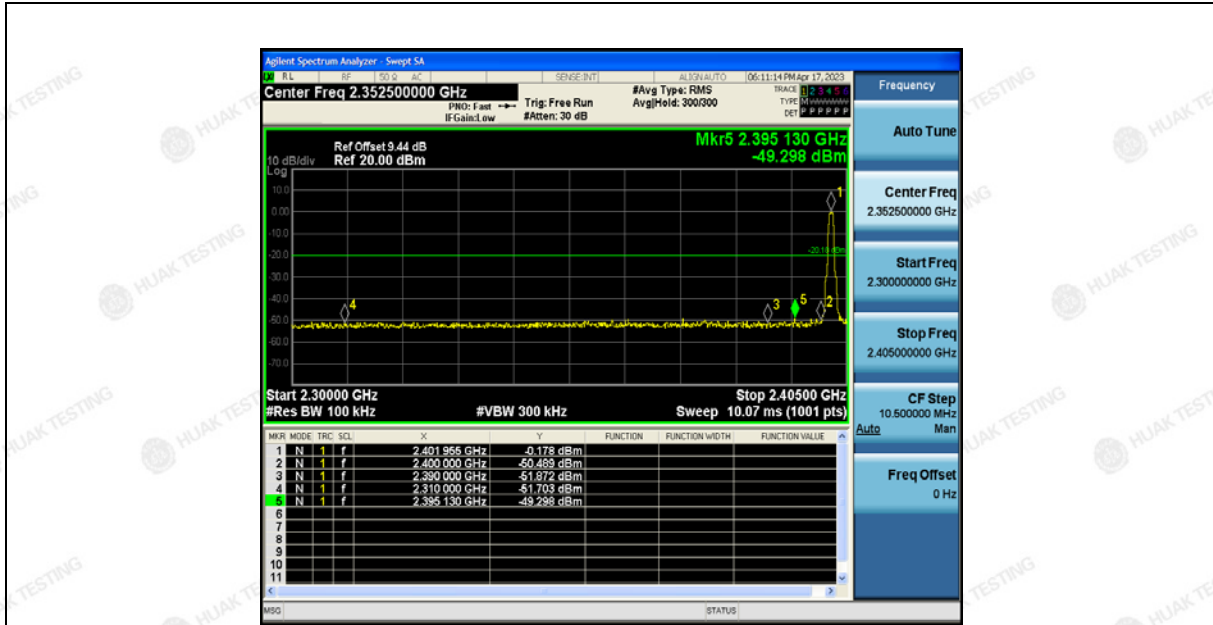 Agilent Spectrum Analyzer - Swept SA
RL RF 50 Ω AC SENSE:INT ALIGN AUTO 06:11:14 PM Apr 17, 2023
Center Freq 2.352500000 GHz
PNO: Fast
IFGain:Low
Trig: Free Run
#Atten: 30 dB
#Avg Type: RMS
Avg|Hold: 300/300
TRACE 1 2 3 4 5 6
TYPE M
DET P P P P P P
Mkr5 2.395 130 GHz
-49.298 dBm
Ref Offset 9.44 dB
10 dB/div Ref 20.00 dBm
Log
10.0
0.00
-10.0
-20.0
-30.0
-40.0
-50.0
-60.0
-70.0
-20.18 dBm
1
2
3
4
5
Start 2.30000 GHz Stop 2.40500 GHz
#Res BW 100 kHz #VBW 300 kHz Sweep 10.07 ms (1001 pts)
MKR MODE TRC SCL X Y FUNCTION FUNCTION WIDTH FUNCTION VALUE
1 N 1 f 2.401 955 GHz -0.178 dBm
2 N 1 f 2.400 000 GHz -50.489 dBm
3 N 1 f 2.390 000 GHz -51.872 dBm
4 N 1 f 2.310 000 GHz -51.703 dBm
5 N 1 f 2.395 130 GHz -49.298 dBm
6
7
8
9
10
11
MSG STATUS
Frequency
Auto Tune
Center Freq
2.352500000 GHz
Start Freq
2.300000000 GHz
Stop Freq
2.405000000 GHz
CF Step
10.500000 MHz
Auto Man
Freq Offset
0 Hz
HUAK TESTING